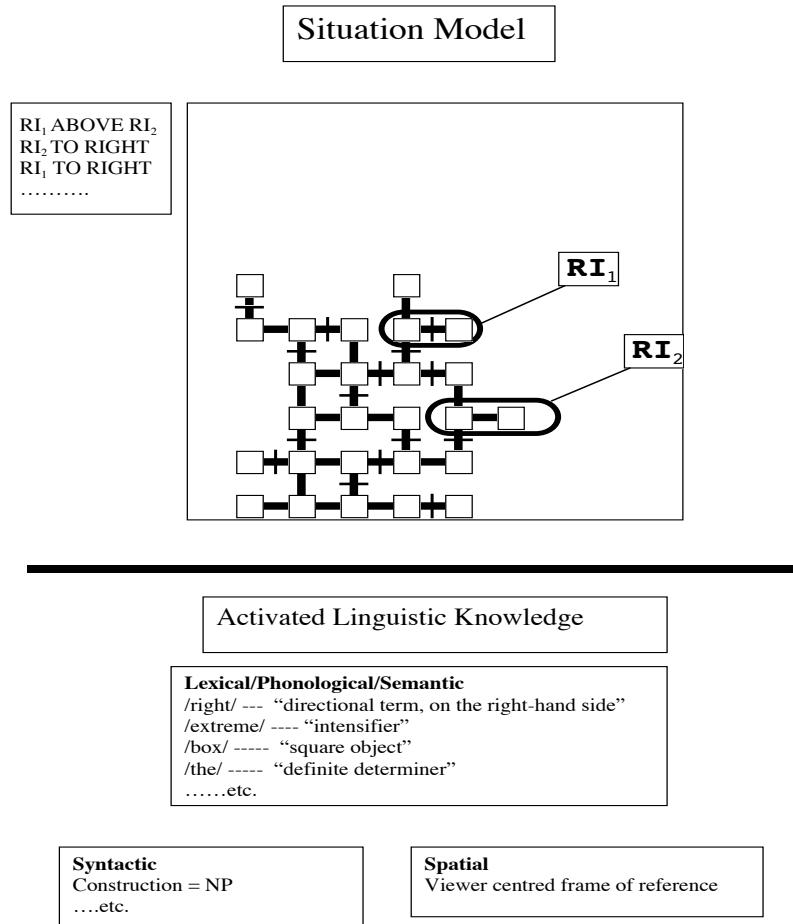 Situation Model
RI₁ ABOVE RI₂
RI₂ TO RIGHT
RI₁ TO RIGHT
……….
RI₁
RI₂
Activated Linguistic Knowledge
Lexical/Phonological/Semantic
/right/ --- “directional term, on the right-hand side”
/extreme/ ---- “intensifier”
/box/ ----- “square object”
/the/ ----- “definite determiner”
……etc.
Syntactic
Construction = NP
….etc.
Spatial
Viewer centred frame of reference